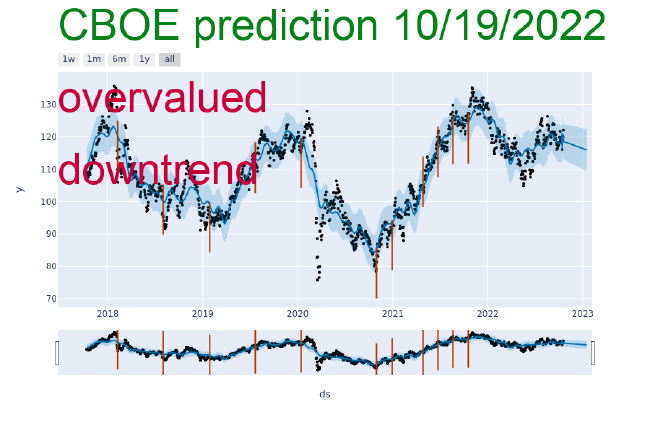 CBOE prediction 10/19/2022
1w 1m 6m 1y all
overvalued
downtrend
130
120
110
100
90
80
70
y
2018 2019 2020 2021 2022 2023
ds